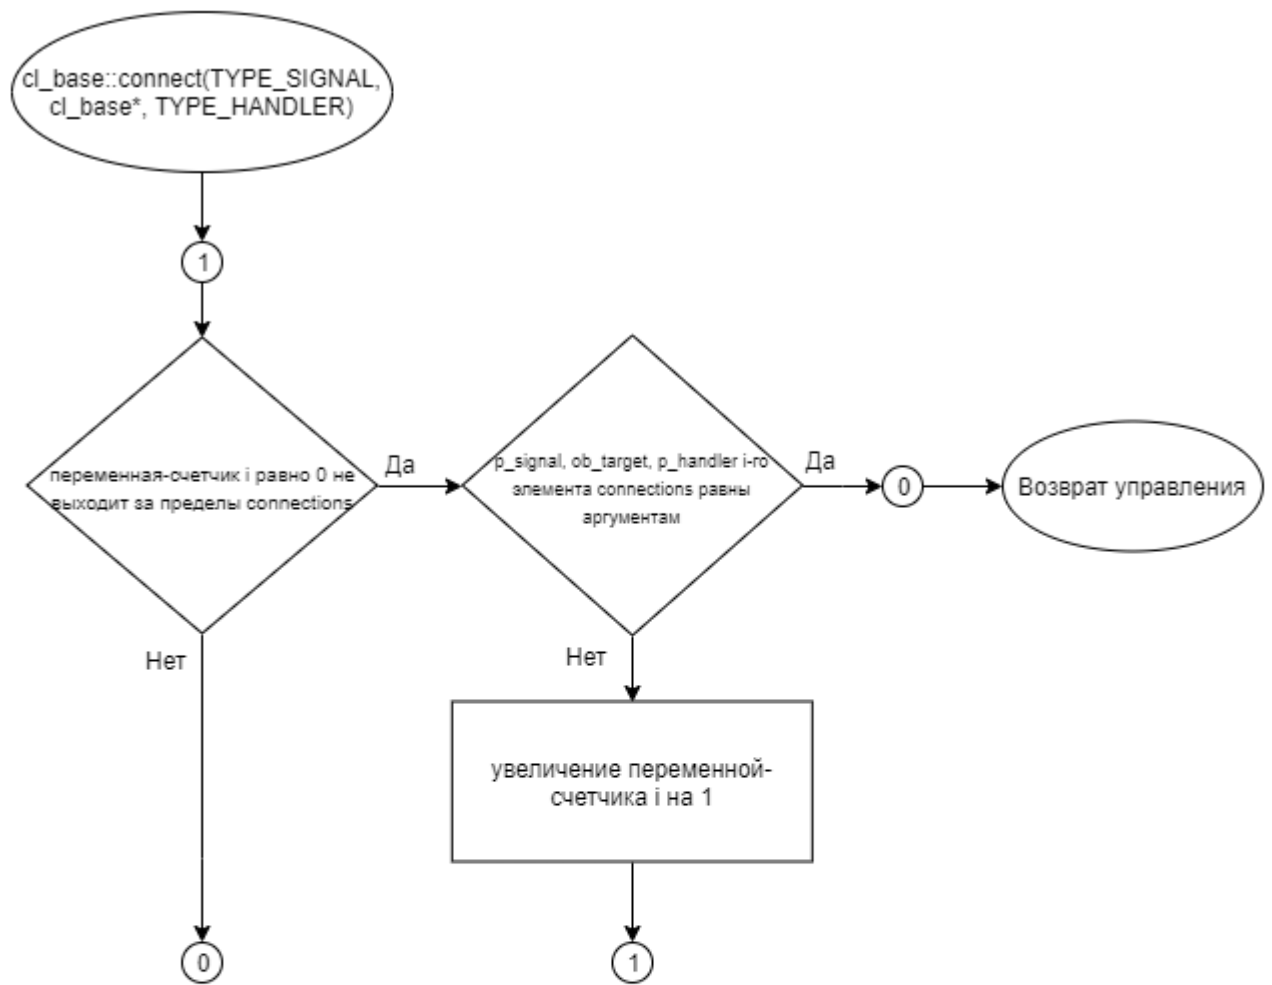 cl_base::connect(TYPE_SIGNAL,
cl_base*, TYPE_HANDLER)
1
переменная-счетчик i равно 0 не
выходит за пределы connections
Да
p_signal, ob_target, p_handler i-го
элемента connections равны
аргументам
Да
0
Возврат управления
Нет
Нет
увеличение переменной-
счетчика i на 1
0
1